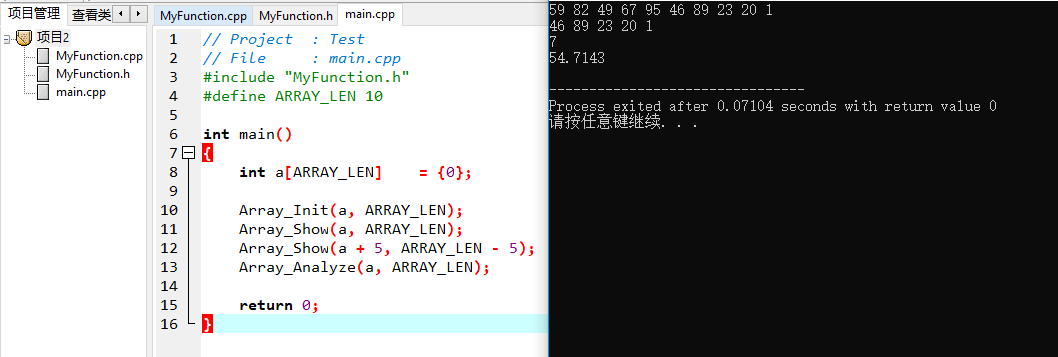 项目管理 查看类
项目2
MyFunction.cpp
MyFunction.h
main.cpp
MyFunction.cpp MyFunction.h main.cpp
1 // Project  : Test
2 // File     : main.cpp
3 #include "MyFunction.h"
4 #define ARRAY_LEN 10
5
6 int main()
7 {
8     int a[ARRAY_LEN]    = {0};
9
10     Array_Init(a, ARRAY_LEN);
11     Array_Show(a, ARRAY_LEN);
12     Array_Show(a + 5, ARRAY_LEN - 5);
13     Array_Analyze(a, ARRAY_LEN);
14
15     return 0;
16 }
59 82 49 67 95 46 89 23 20 1
46 89 23 20 1
7
54.7143
--------------------------------
Process exited after 0.07104 seconds with return value 0
请按任意键继续. . .